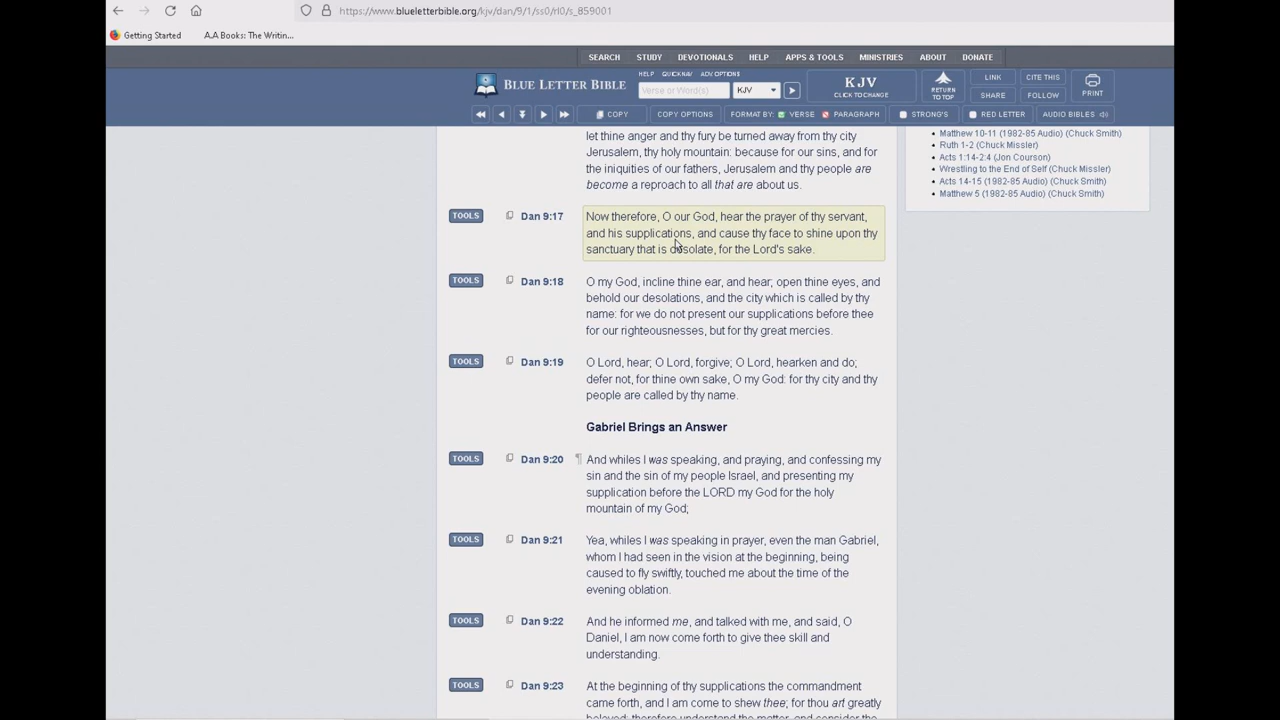 https://www.blueletterbible.org/kjv/dan/9/1/ss0/rl0/s_859001
Getting Started A.A Books: The Writin...
SEARCH STUDY DEVOTIONALS HELP APPS & TOOLS MINISTRIES ABOUT DONATE
HELP QUICKNAV ADV OPTIONS
BLUE LETTER BIBLE
Verse or Word(s) KJV
KJV
CLICK TO CHANGE
RETURN
TO TOP
LINK CITE THIS
SHARE FOLLOW
PRINT
COPY COPY OPTIONS FORMAT BY: VERSE PARAGRAPH STRONG'S RED LETTER AUDIO BIBLES
let thine anger and thy fury be turned away from thy city
Jerusalem, thy holy mountain: because for our sins, and for
the iniquities of our fathers, Jerusalem and thy people are
become a reproach to all that are about us.
TOOLS Dan 9:17 Now therefore, O our God, hear the prayer of thy servant,
and his supplications, and cause thy face to shine upon thy
sanctuary that is desolate, for the Lord's sake.
TOOLS Dan 9:18 O my God, incline thine ear, and hear; open thine eyes, and
behold our desolations, and the city which is called by thy
name: for we do not present our supplications before thee
for our righteousnesses, but for thy great mercies.
TOOLS Dan 9:19 O Lord, hear; O Lord, forgive; O Lord, hearken and do;
defer not, for thine own sake, O my God: for thy city and thy
people are called by thy name.
Gabriel Brings an Answer
TOOLS Dan 9:20 ¶ And whiles I was speaking, and praying, and confessing my
sin and the sin of my people Israel, and presenting my
supplication before the LORD my God for the holy
mountain of my God;
TOOLS Dan 9:21 Yea, whiles I was speaking in prayer, even the man Gabriel,
whom I had seen in the vision at the beginning, being
caused to fly swiftly, touched me about the time of the
evening oblation.
TOOLS Dan 9:22 And he informed me, and talked with me, and said, O
Daniel, I am now come forth to give thee skill and
understanding.
TOOLS Dan 9:23 At the beginning of thy supplications the commandment
came forth, and I am come to shew thee; for thou art greatly
beloved: therefore understand the matter, and consider the
• Matthew 10-11 (1982-85 Audio) (Chuck Smith)
• Ruth 1-2 (Chuck Missler)
• Acts 1:14-2:4 (Jon Courson)
• Wrestling to the End of Self (Chuck Missler)
• Acts 14-15 (1982-85 Audio) (Chuck Smith)
• Matthew 5 (1982-85 Audio) (Chuck Smith)